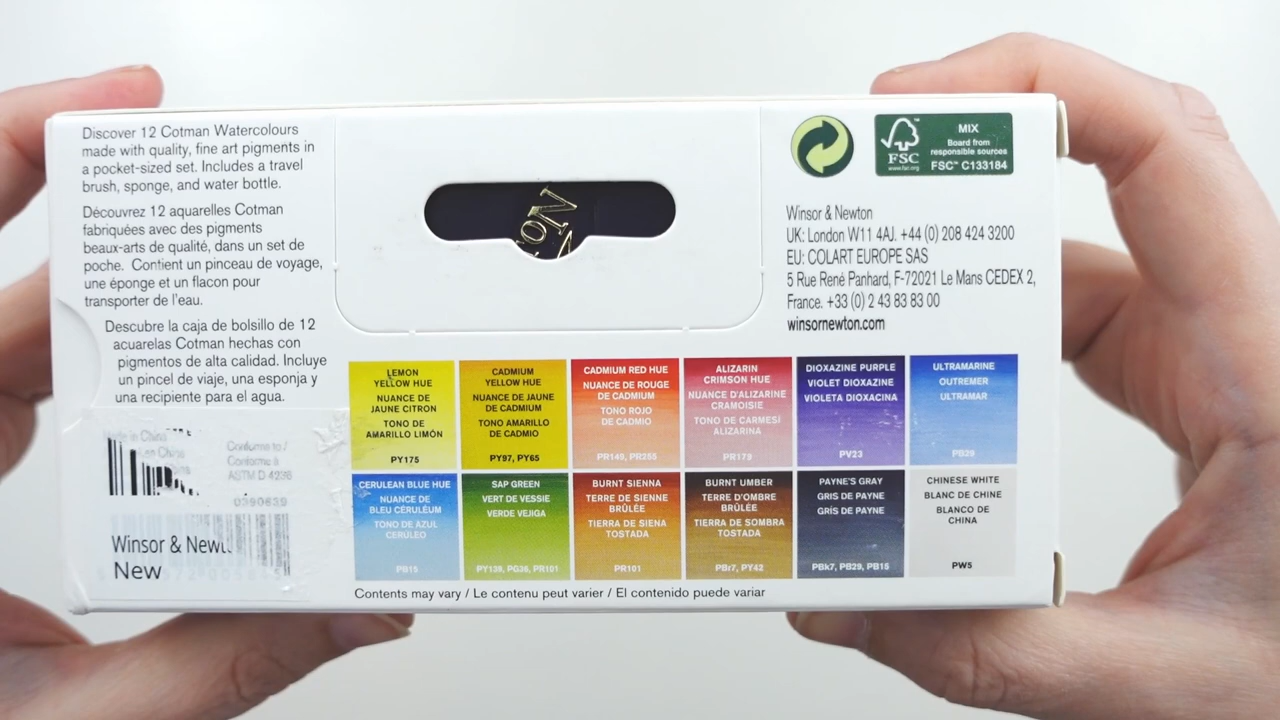 Discover 12 Cotman Watercolours
made with quality, fine art pigments in
a pocket-sized set. Includes a travel
brush, sponge, and water bottle.
Découvrez 12 aquarelles Cotman
fabriquées avec des pigments
beaux-arts de qualité, dans un set de
poche. Contient un pinceau de voyage,
une éponge et un flacon pour
transporter de l'eau.
Descubre la caja de bolsillo de 12
acuarelas Cotman hechas con
pigmentos de alta calidad. Incluye
un pincel de viaje, una esponja y
una recipiente para el agua.
in China
Conforme to /
Conforme à
ASTM D 4236
0390639
Winsor &
New
ON
FSC
www.fsc.org
MIX
Board from
responsible sources
FSC™ C133184
Winsor & Newton
UK: London W11 4AJ. +44 (0) 208 424 3200
EU: COLART EUROPE SAS
5 Rue René Panhard, F-72021 Le Mans CEDEX 2,
France. +33 (0) 2 43 83 83 00
winsornewton.com
LEMON
YELLOW HUE
NUANCE DE
JAUNE CITRON
TONO DE
AMARILLO LIMÓN
PY175
CADMIUM
YELLOW HUE
NUANCE DE JAUNE
DE CADMIUM
TONO AMARILLO
DE CADMIO
PY97, PY65
CADMIUM RED HUE
NUANCE DE ROUGE
DE CADMIUM
TONO ROJO
DE CADMIO
PR149, PR255
ALIZARIN
CRIMSON HUE
NUANCE D'ALIZARINE
CRAMOISIE
TONO DE CARMESÍ
ALIZARINA
PR179
DIOXAZINE PURPLE
VIOLET DIOXAZINE
VIOLETA DIOXACINA
PV23
ULTRAMARINE
OUTREMER
ULTRAMAR
PB29
CERULEAN BLUE HUE
NUANCE DE
BLEU CÉRULÉUM
TONO DE AZUL
CERÚLEO
PB15
SAP GREEN
VERT DE VESSIE
VERDE VEJIGA
PY139, PG36, PR101
BURNT SIENNA
TERRE DE SIENNE
BRÛLÉE
TIERRA DE SIENA
TOSTADA
PR101
BURNT UMBER
TERRE D'OMBRE
BRÛLÉE
TIERRA DE SOMBRA
TOSTADA
PBr7, PY42
PAYNE'S GRAY
GRIS DE PAYNE
GRÍS DE PAYNE
PBk7, PB29, PB15
CHINESE WHITE
BLANC DE CHINE
BLANCO DE
CHINA
PW5
Contents may vary / Le contenu peut varier / El contenido puede variar